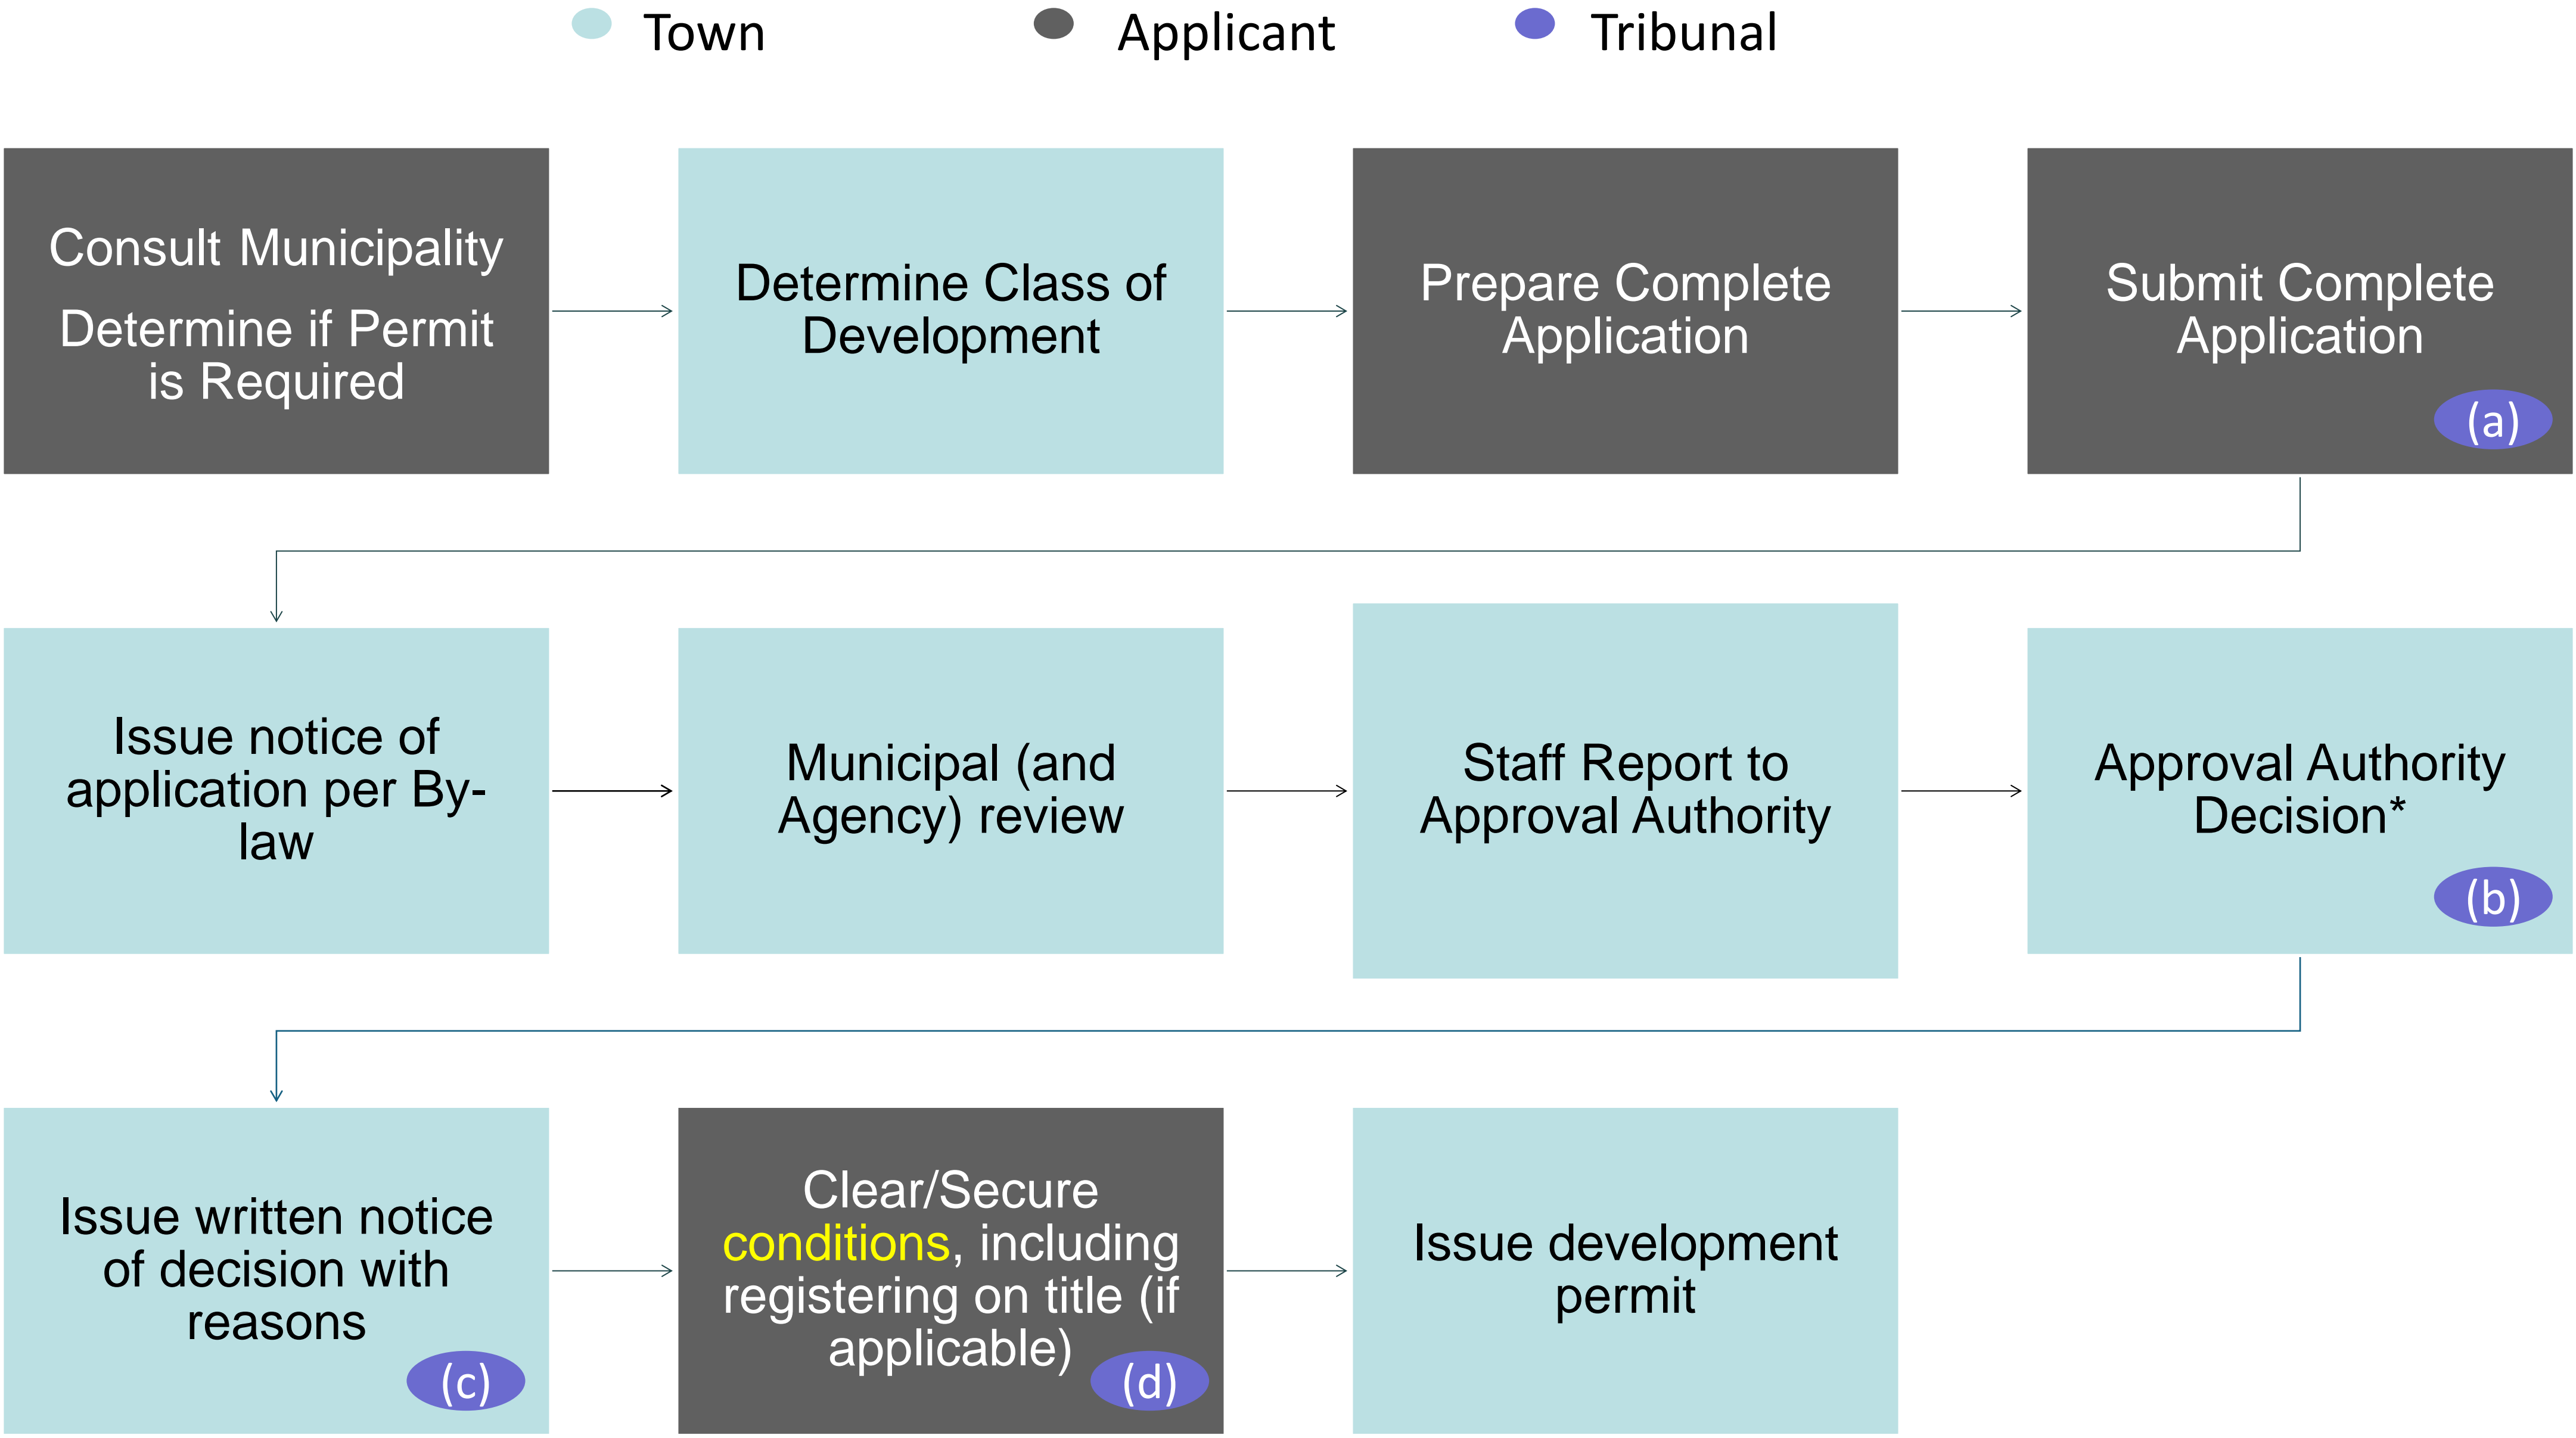 Town
Applicant
Tribunal
Consult Municipality
Determine if Permit
is Required
Determine Class of
Development
Prepare Complete
Application
Submit Complete
Application
(a)
Issue notice of
application per By-
law
Municipal (and
Agency) review
Staff Report to
Approval Authority
Approval Authority
Decision*
(b)
Issue written notice
of decision with
reasons
(c)
Clear/Secure
conditions, including
registering on title (if
applicable)
(d)
Issue development
permit